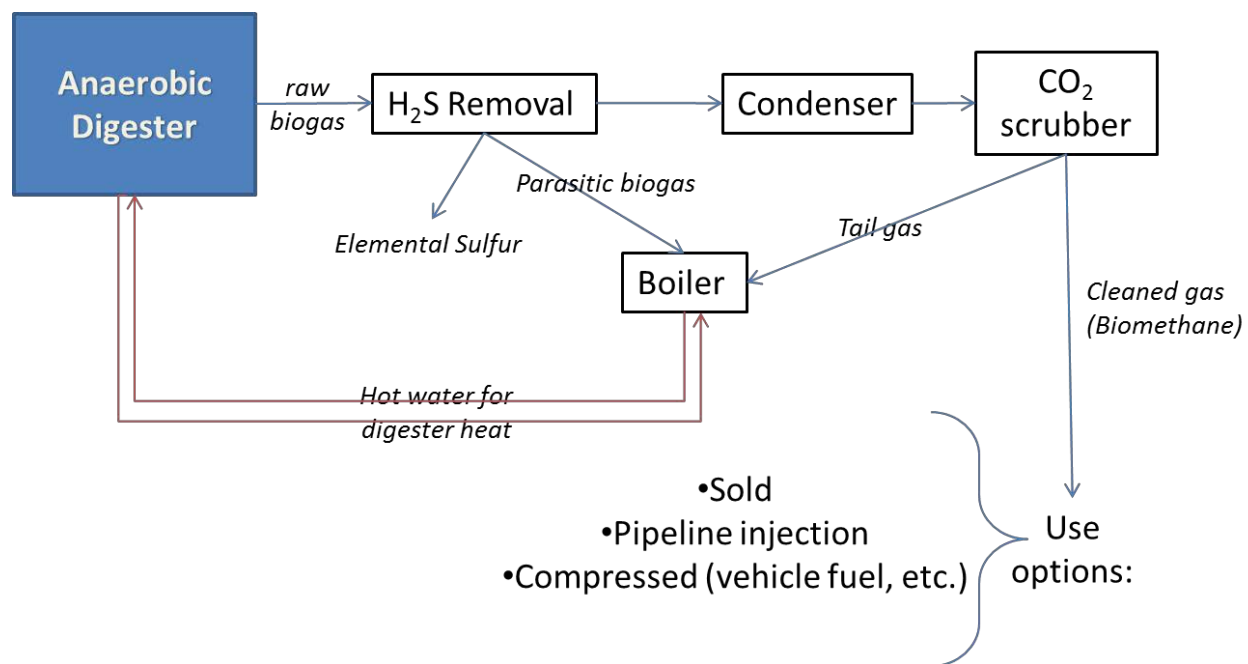 Anaerobic
Digester
raw
biogas
H₂S Removal
Condenser
CO₂
scrubber
Parasitic biogas
Elemental Sulfur
Tail gas
Boiler
Cleaned gas
(Biomethane)
Hot water for
digester heat
•Sold
•Pipeline injection
•Compressed (vehicle fuel, etc.)
Use
options: